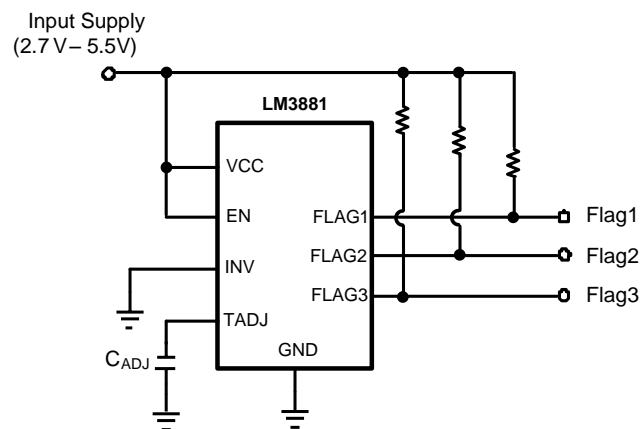 Input Supply
(2.7 V – 5.5V)
LM3881
VCC
EN
FLAG1
Flag1
INV
FLAG2
Flag2
FLAG3
Flag3
TADJ
GND
CADJ